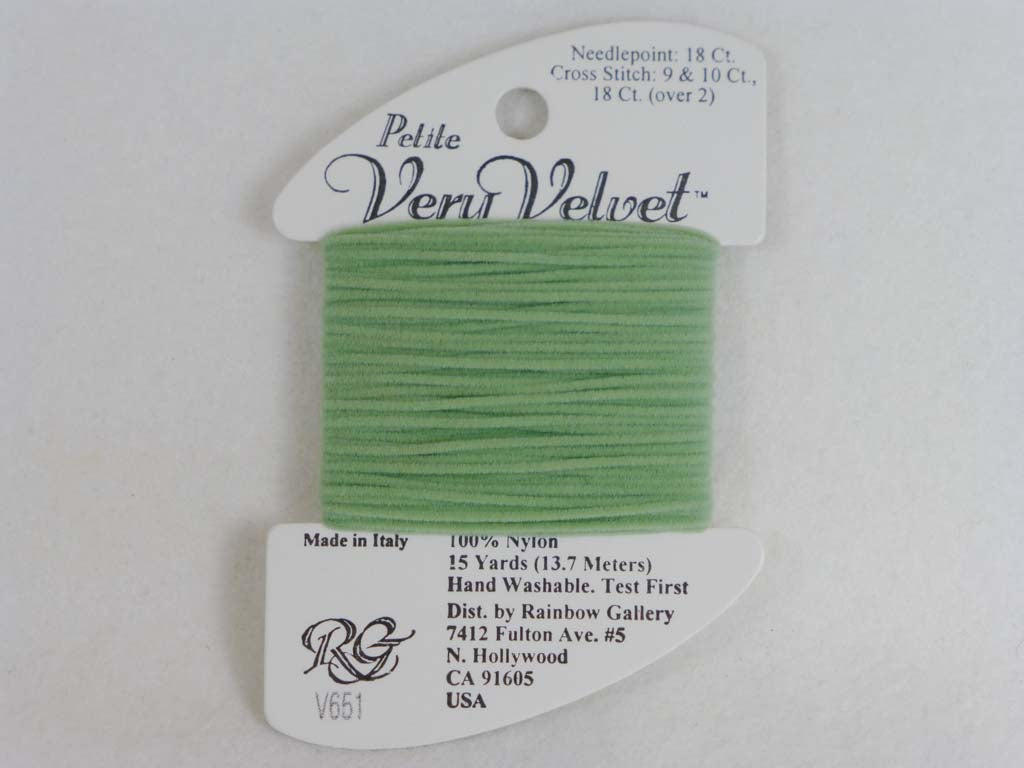 Needlepoint: 18 Ct.
Cross Stitch: 9 & 10 Ct.,
18 Ct. (over 2)
Petite
Very Velvet™
Made in Italy
100% Nylon
15 Yards (13.7 Meters)
Hand Washable. Test First
Dist. by Rainbow Gallery
7412 Fulton Ave. #5
N. Hollywood
CA 91605
USA
RG
V651